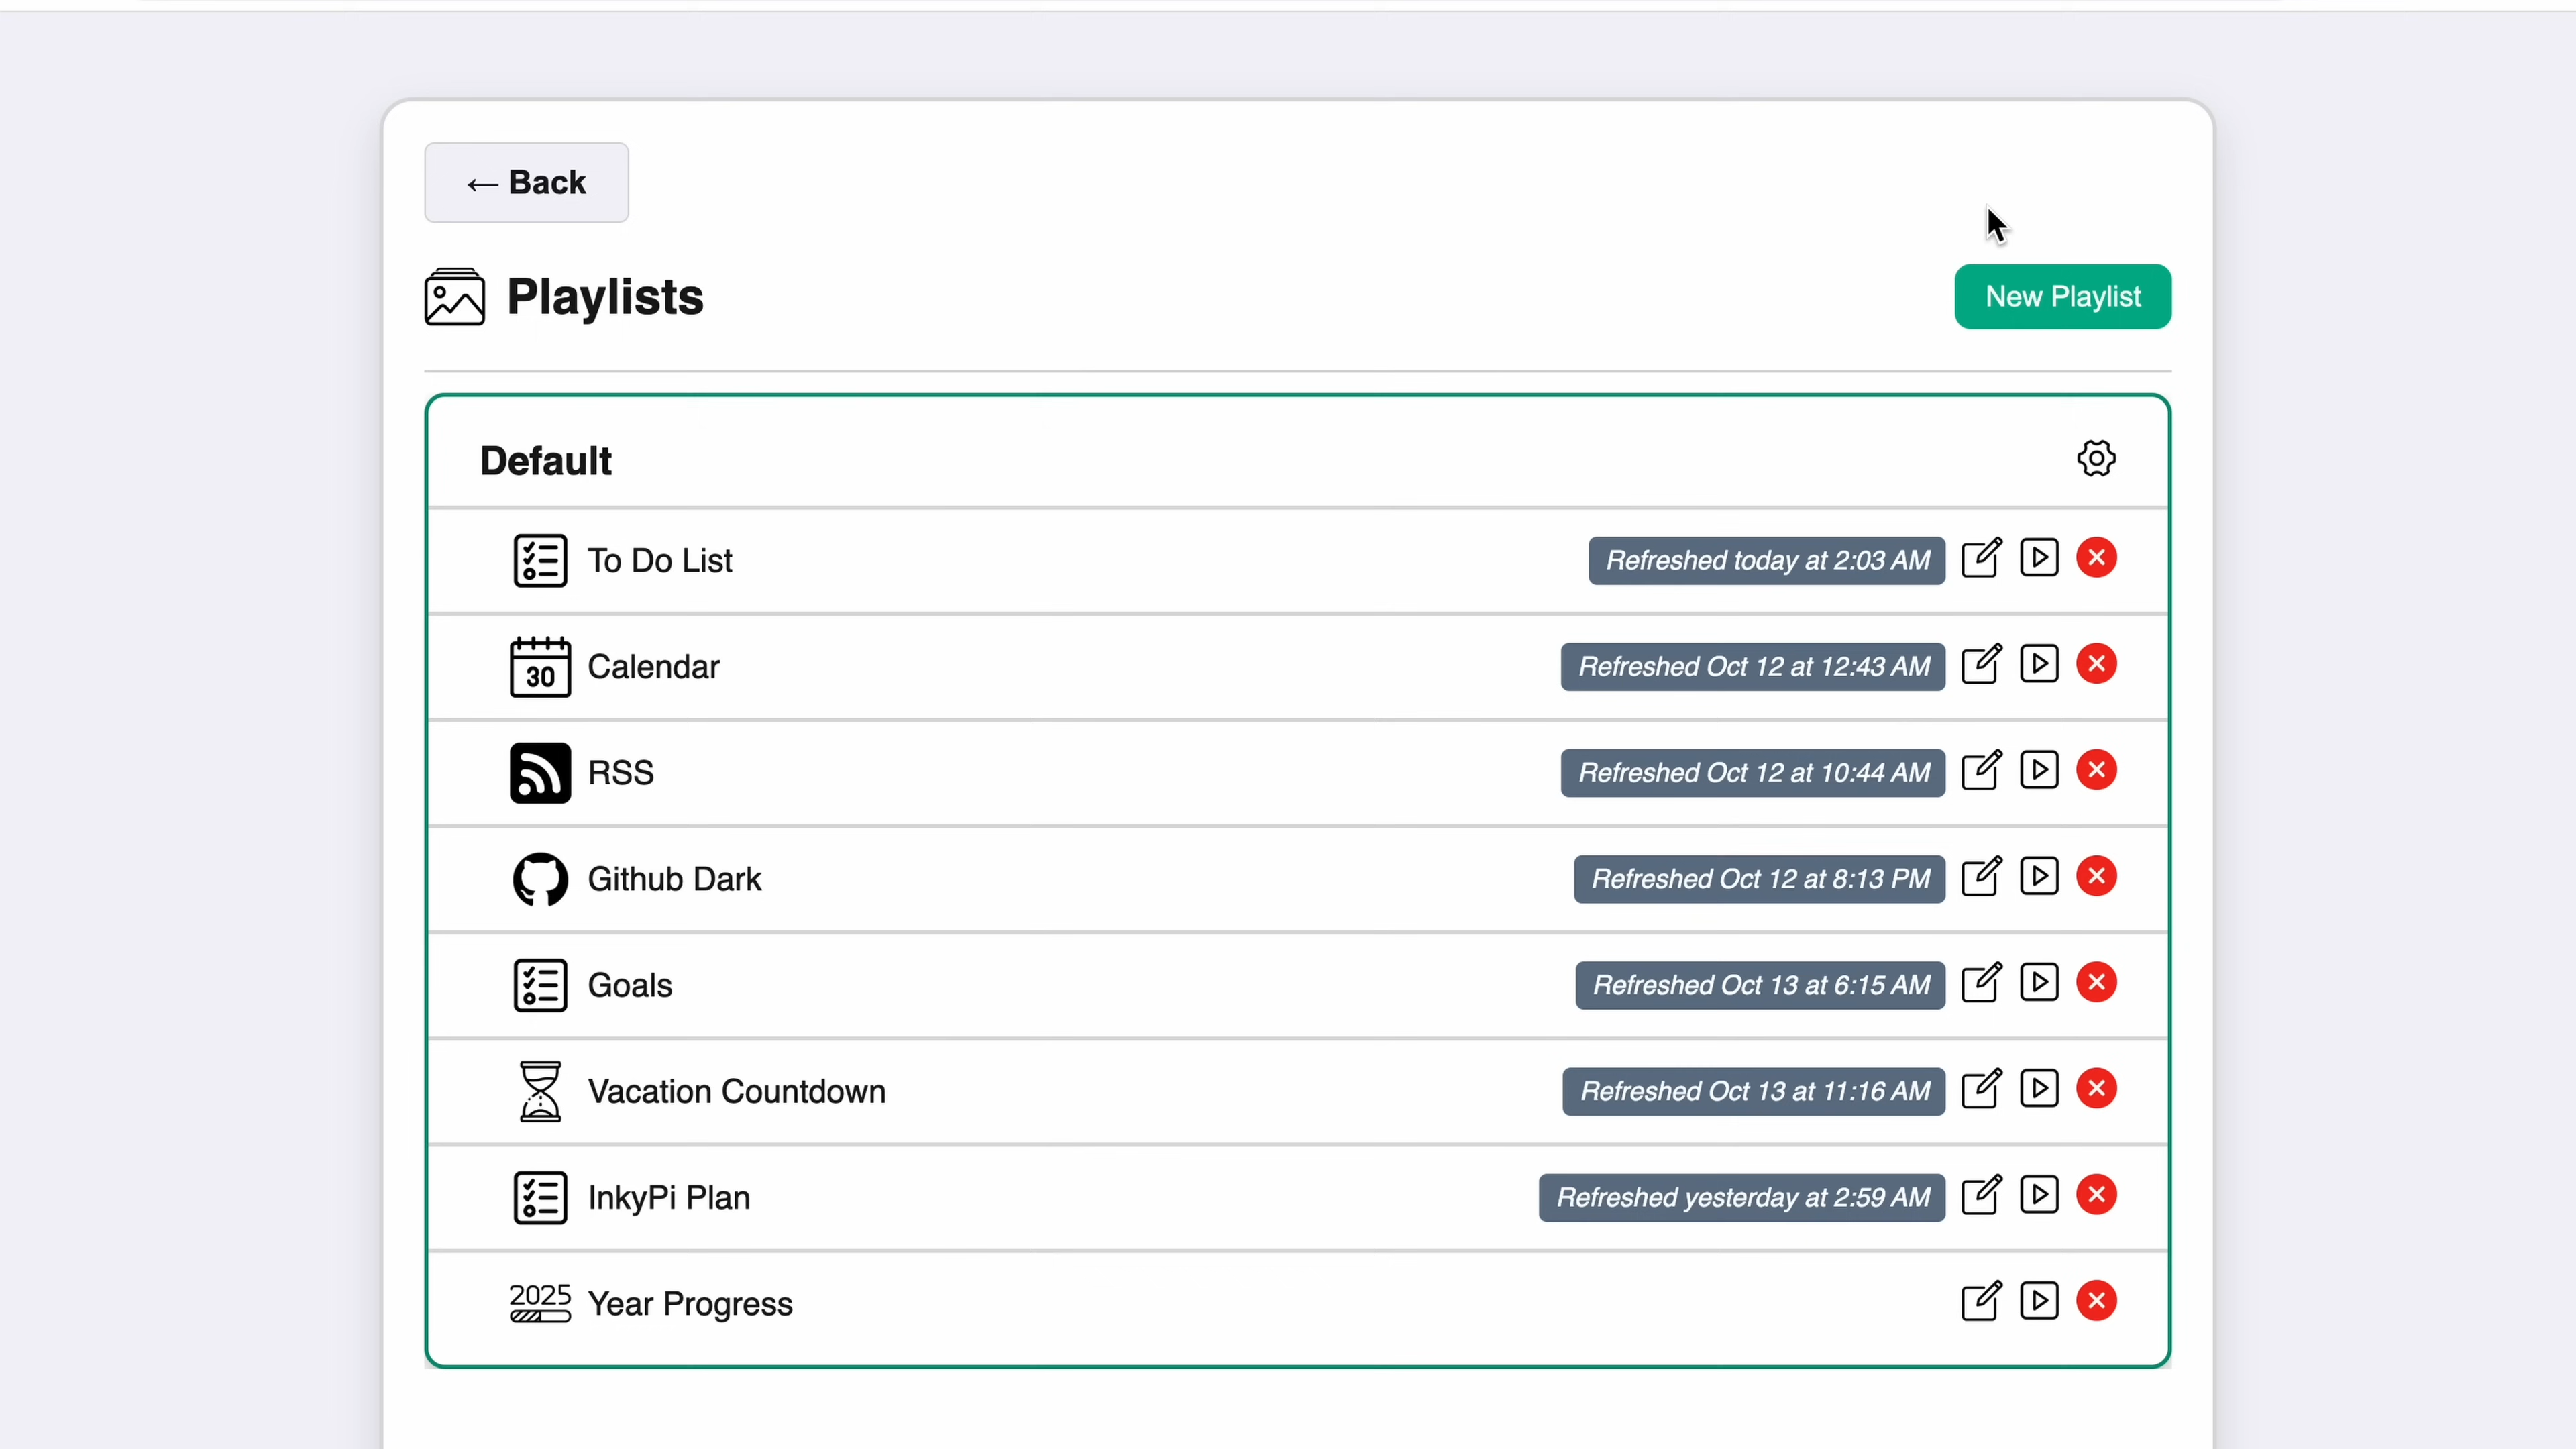 ← Back
Playlists
New Playlist
Default
To Do List
Refreshed today at 2:03 AM
30
Calendar
Refreshed Oct 12 at 12:43 AM
RSS
Refreshed Oct 12 at 10:44 AM
Github Dark
Refreshed Oct 12 at 8:13 PM
Goals
Refreshed Oct 13 at 6:15 AM
Vacation Countdown
Refreshed Oct 13 at 11:16 AM
InkyPi Plan
Refreshed yesterday at 2:59 AM
2025
Year Progress